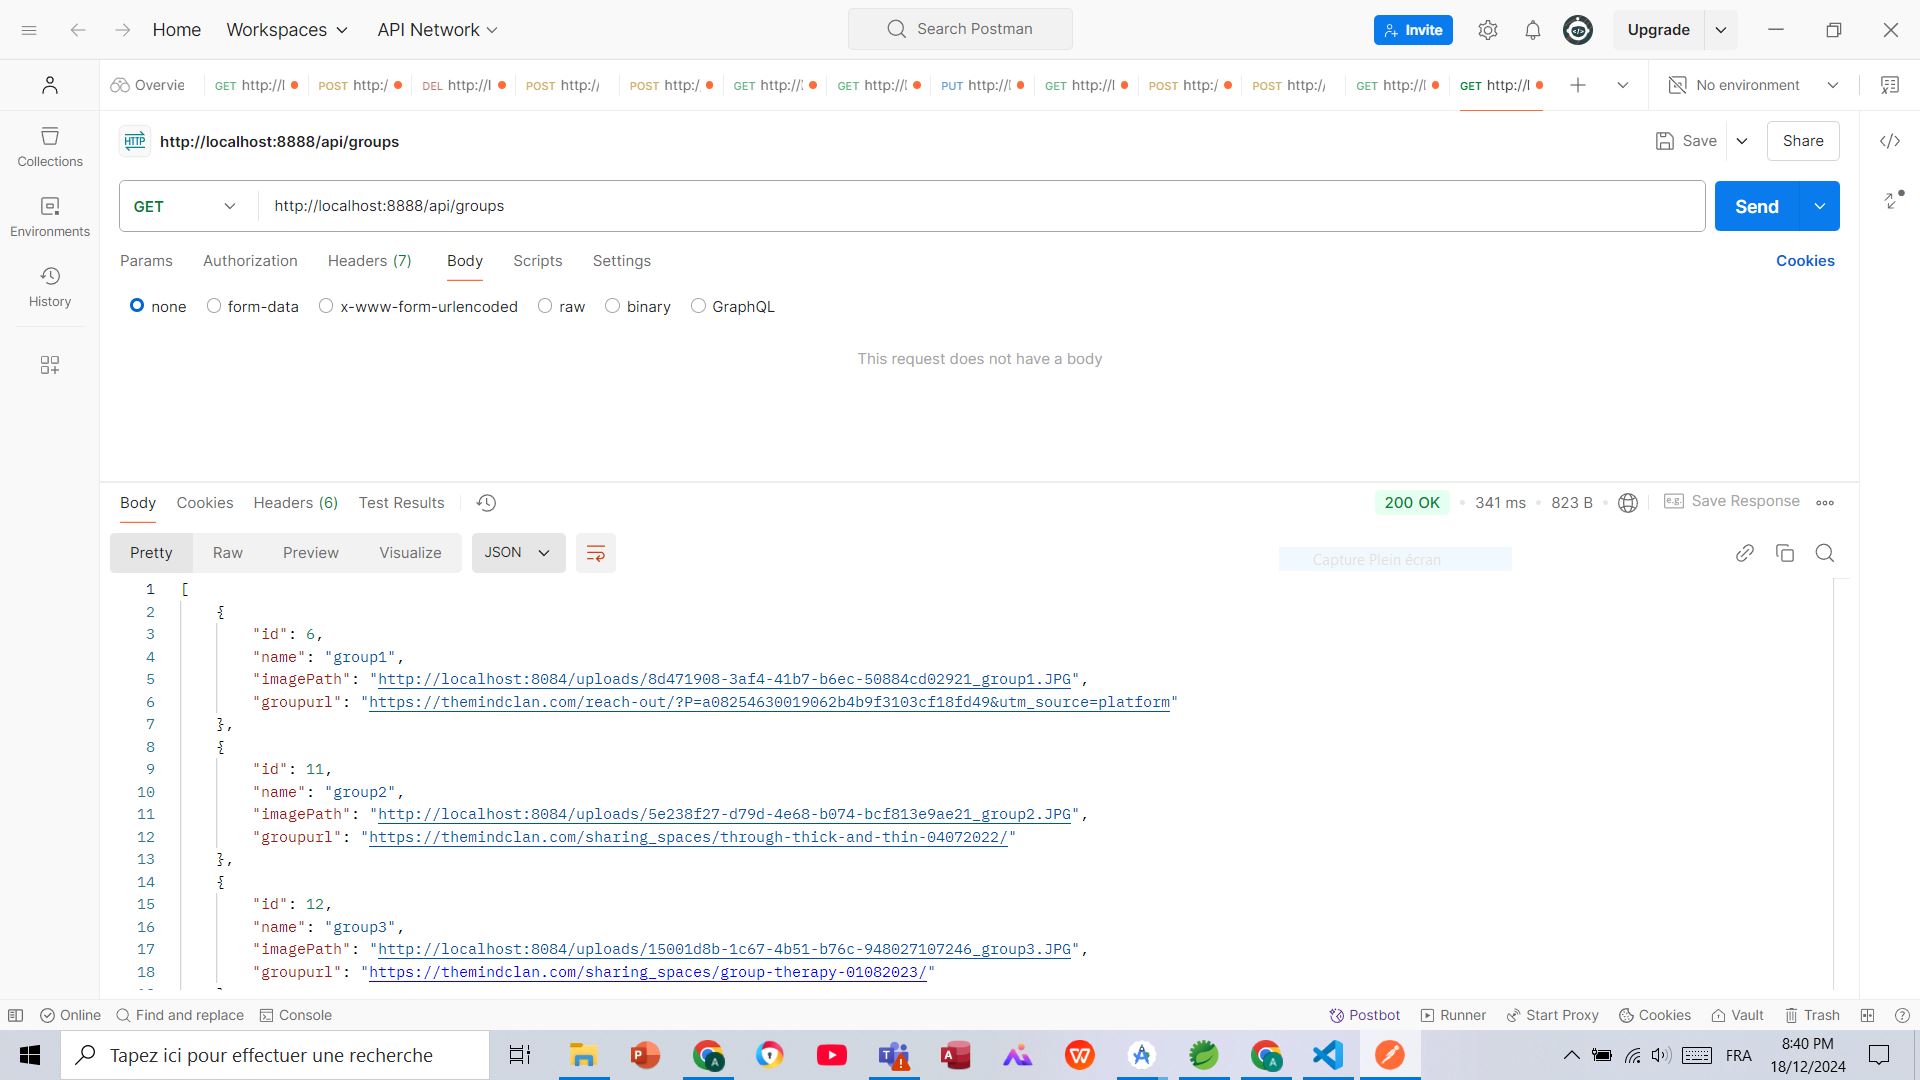 Home Workspaces API Network Search Postman Invite Upgrade
Overvie GET http://l POST http:/ DEL http://l POST http:/ POST http:/ GET http:// GET http:// PUT http:// GET http://l POST http:/ POST http:/ GET http://l GET http://l No environment
HTTP http://localhost:8888/api/groups Save Share
GET http://localhost:8888/api/groups Send
Params Authorization Headers (7) Body Scripts Settings Cookies
none form-data x-www-form-urlencoded raw binary GraphQL
This request does not have a body
Collections
Environments
History
Body Cookies Headers (6) Test Results 200 OK • 341 ms • 823 B • e.g. Save Response
Pretty Raw Preview Visualize JSON Capture Plein écran
1 [
2 {
3 "id": 6,
4 "name": "group1",
5 "imagePath": "http://localhost:8084/uploads/8d471908-3af4-41b7-b6ec-50884cd02921_group1.JPG",
6 "groupurl": "https://themindclan.com/reach-out/?P=a08254630019062b4b9f3103cf18fd49&utm_source=platform"
7 },
8 {
9 "id": 11,
10 "name": "group2",
11 "imagePath": "http://localhost:8084/uploads/5e238f27-d79d-4e68-b074-bcf813e9ae21_group2.JPG",
12 "groupurl": "https://themindclan.com/sharing_spaces/through-thick-and-thin-04072022/"
13 },
14 {
15 "id": 12,
16 "name": "group3",
17 "imagePath": "http://localhost:8084/uploads/15001d8b-1c67-4b51-b76c-948027107246_group3.JPG",
18 "groupurl": "https://themindclan.com/sharing_spaces/group-therapy-01082023/"
Online Find and replace Console Postbot Runner Start Proxy Cookies Vault Trash
Tapez ici pour effectuer une recherche FRA 8:40 PM
18/12/2024